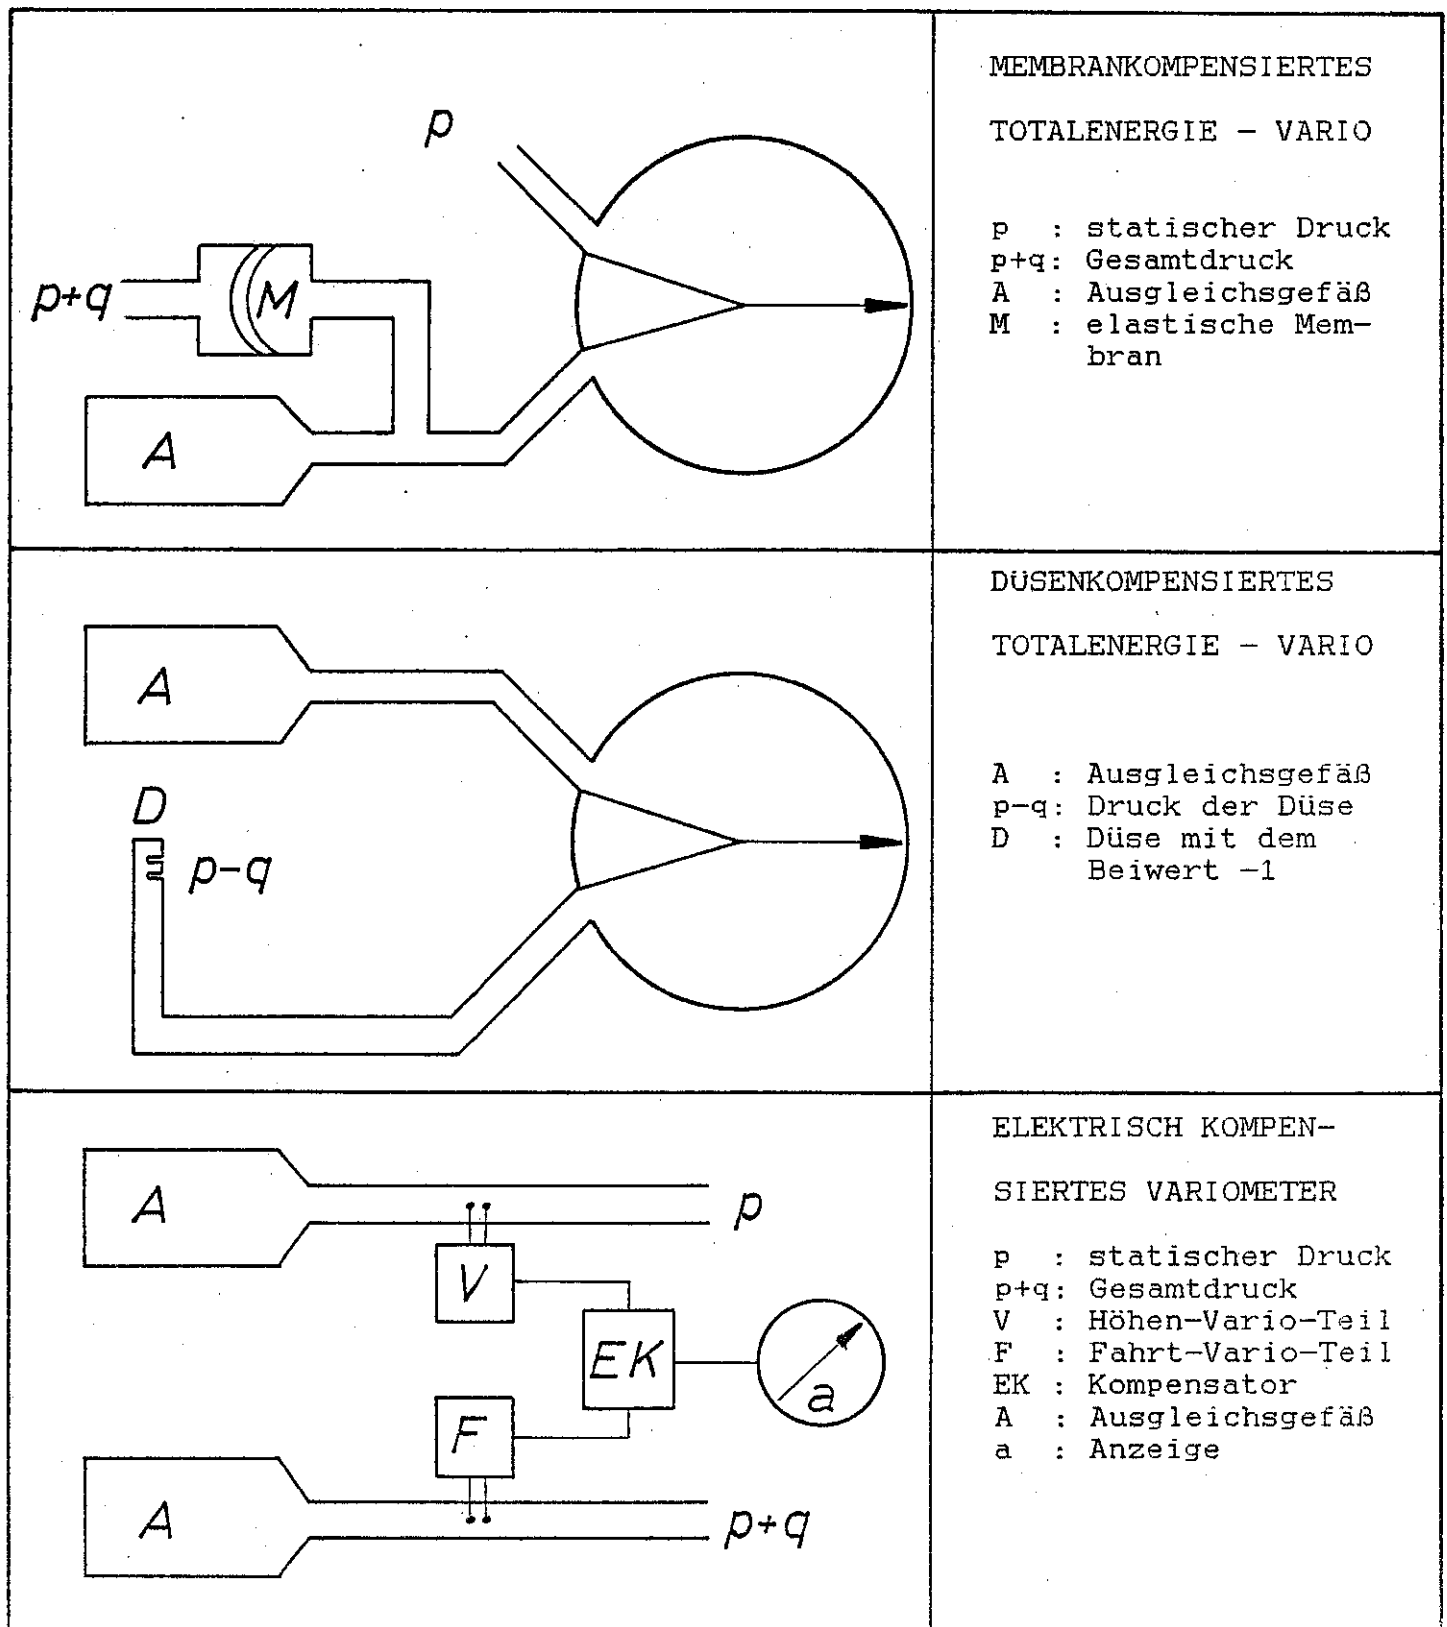 p
p+q
M
A
MEMBRANKOMPENSIERTES
TOTALENERGIE - VARIO
p : statischer Druck
p+q: Gesamtdruck
A : Ausgleichsgefäß
M : elastische Mem-
bran
A
D
p-q
DÜSENKOMPENSIERTES
TOTALENERGIE - VARIO
A : Ausgleichsgefäß
p-q: Druck der Düse
D : Düse mit dem
Beiwert -1
A
p
V
EK
a
F
A
p+q
ELEKTRISCH KOMPEN-
SIERTES VARIOMETER
p : statischer Druck
p+q: Gesamtdruck
V : Höhen-Vario-Teil
F : Fahrt-Vario-Teil
EK : Kompensator
A : Ausgleichsgefäß
a : Anzeige